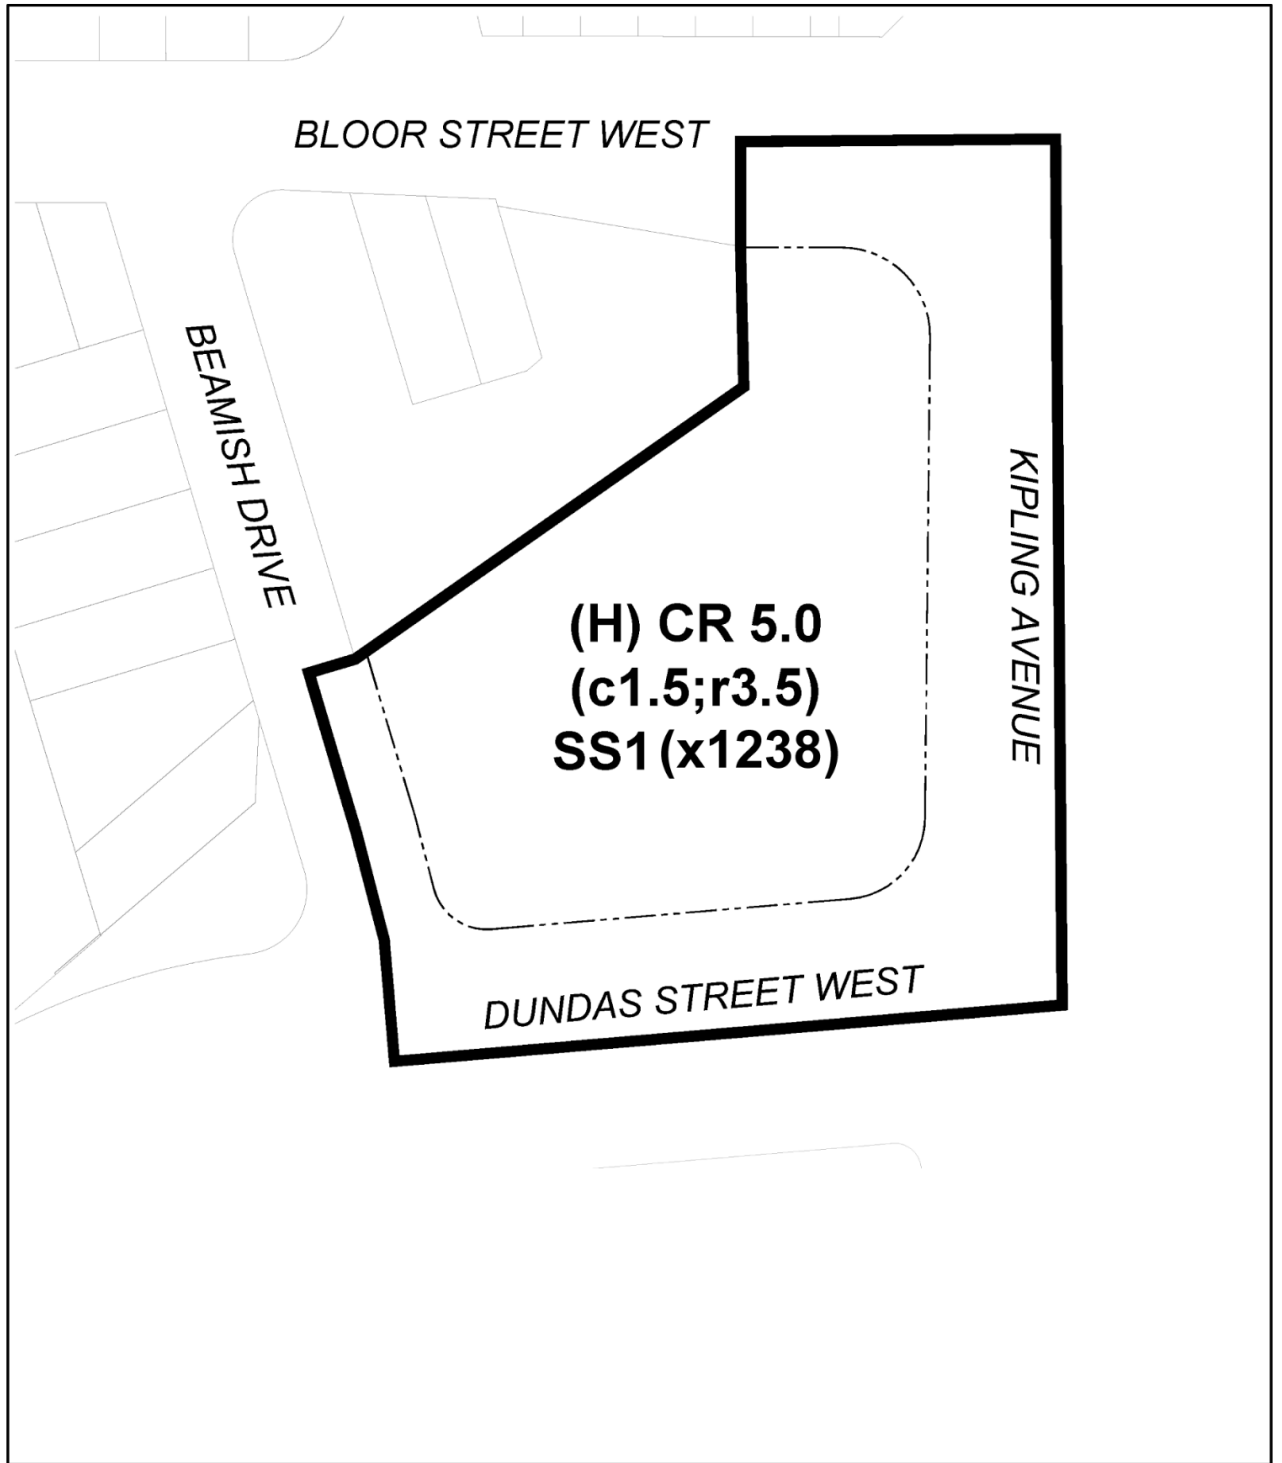 BLOOR STREET WEST
BEAMISH DRIVE
KIPLING AVENUE
(H) CR 5.0
(c1.5;r3.5)
SS1 (x1238)
DUNDAS STREET WEST